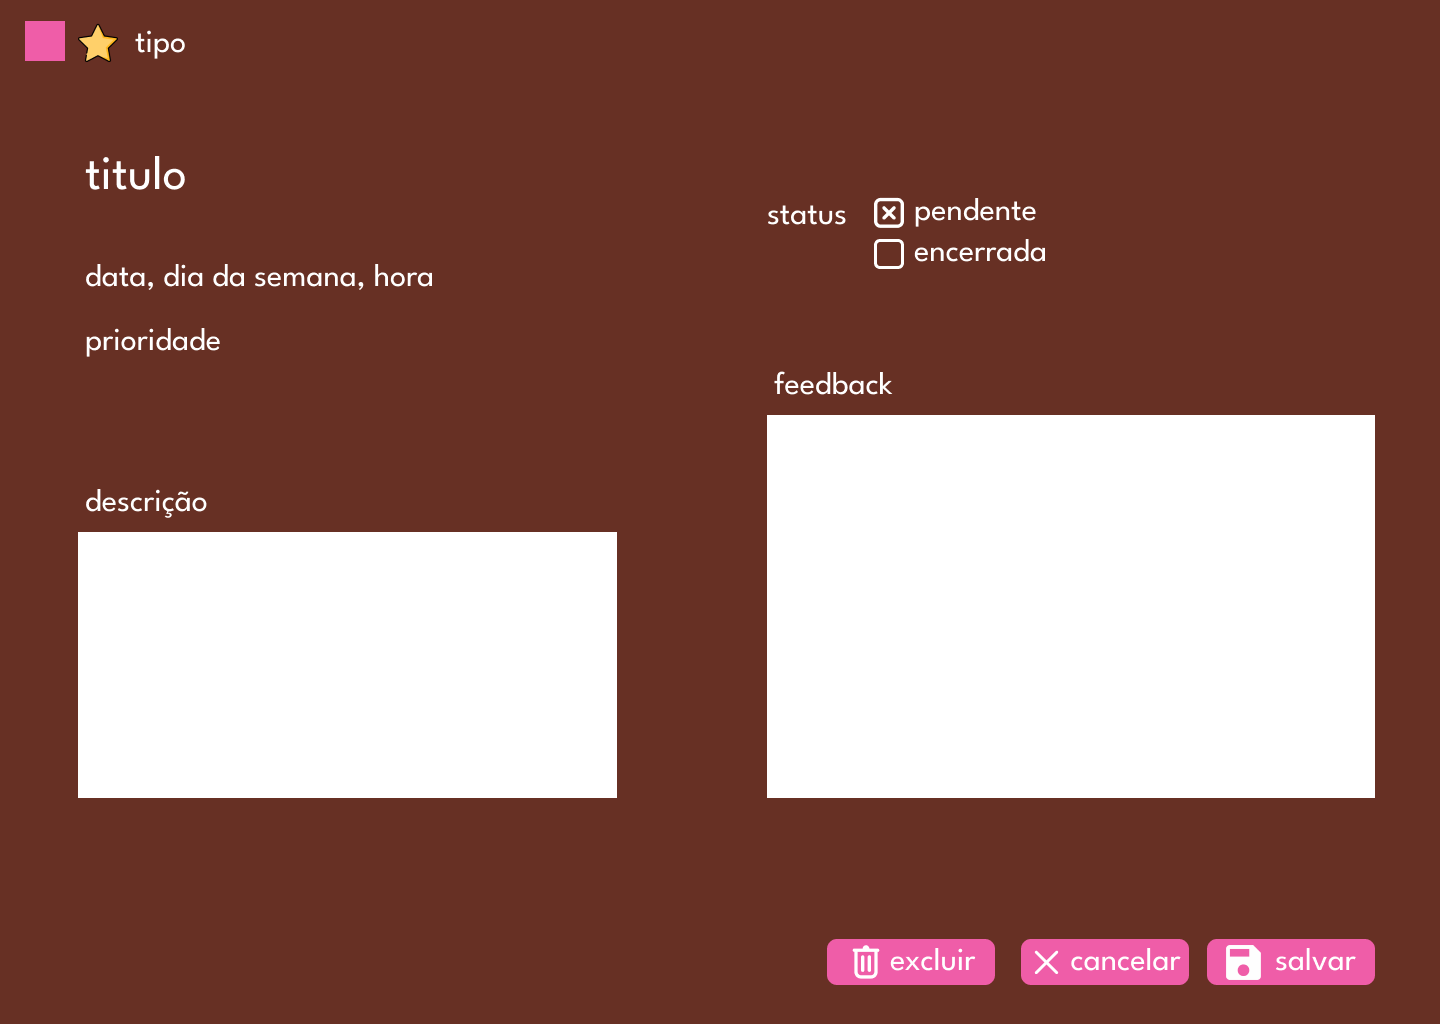 tipo
titulo
data, dia da semana, hora
prioridade
descrição
status
pendente
encerrada
feedback
excluir
cancelar
salvar